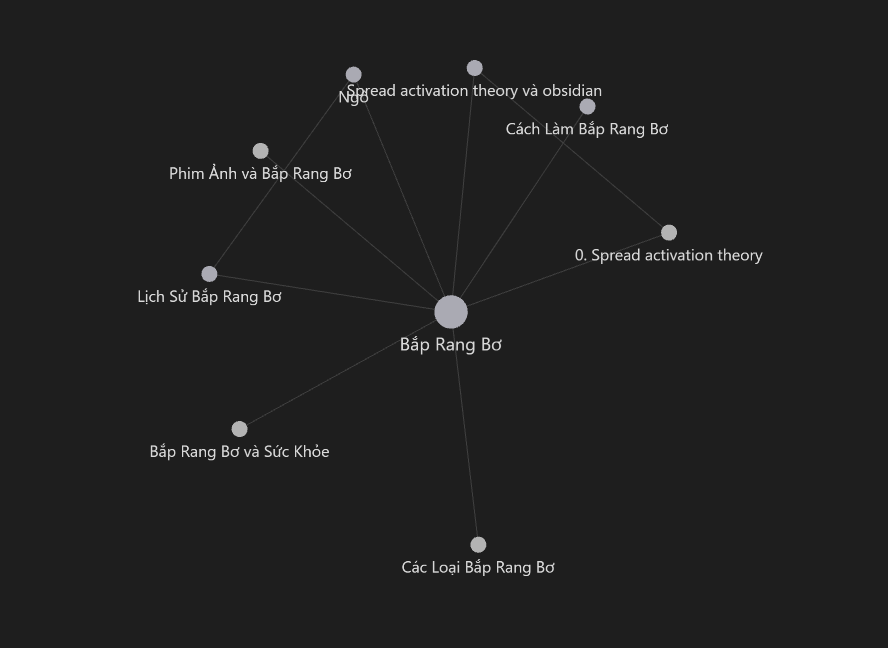 Spread activation theory và obsidian
Ngô
Cách Làm Bắp Rang Bơ
Phim Ảnh và Bắp Rang Bơ
0. Spread activation theory
Lịch Sử Bắp Rang Bơ
Bắp Rang Bơ
Bắp Rang Bơ và Sức Khỏe
Các Loại Bắp Rang Bơ